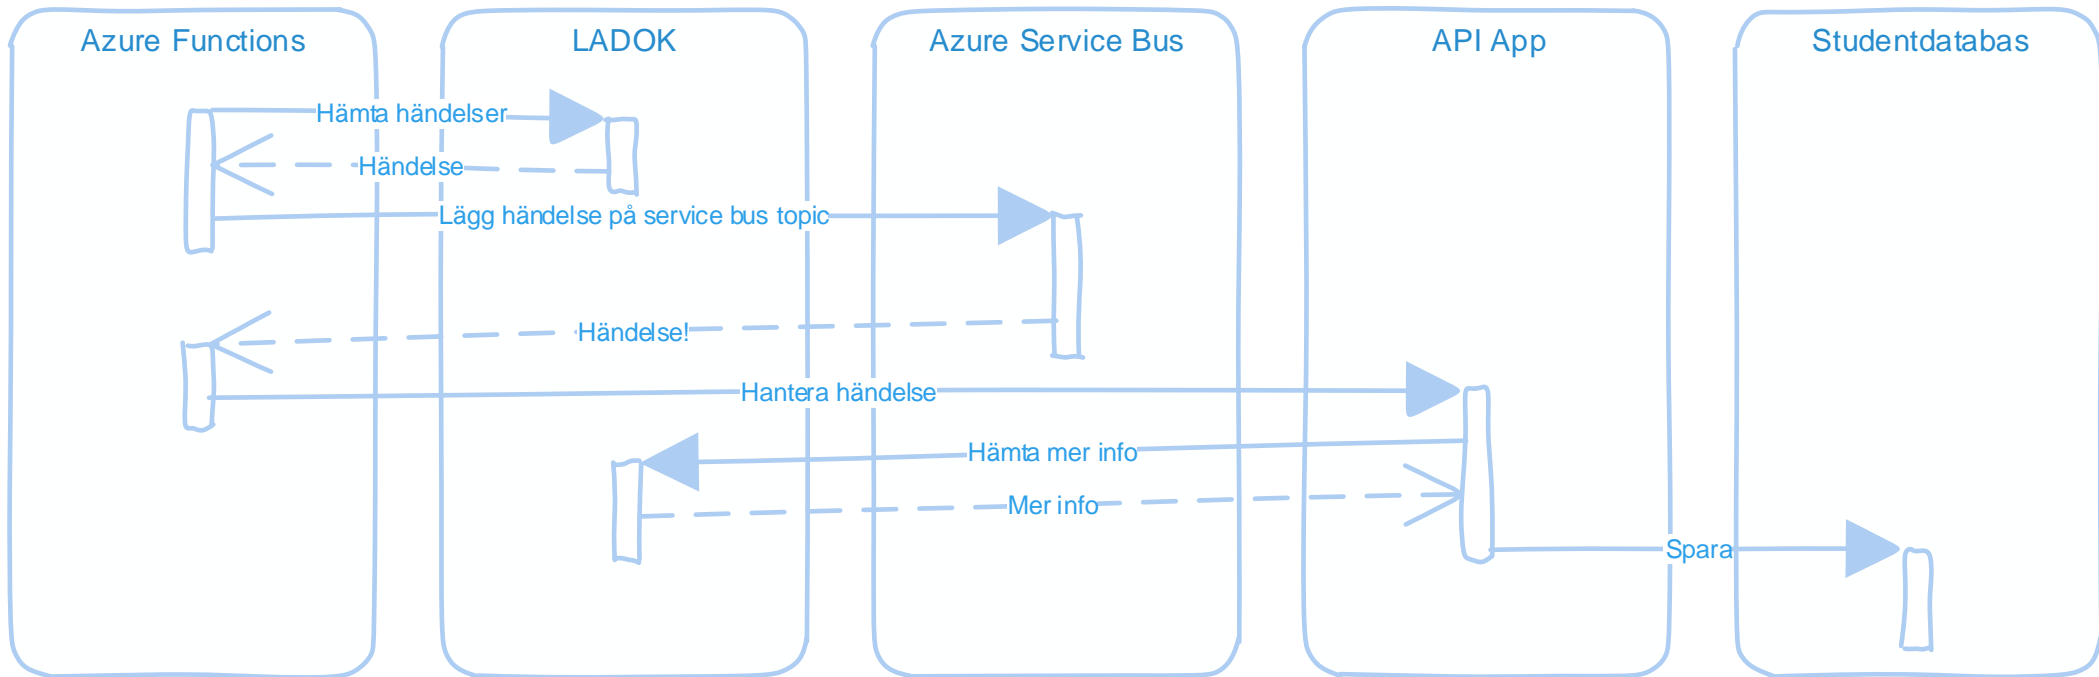 Azure Functions
LADOK
Azure Service Bus
API App
Studentdatabas
Hämta händelser
Händelse
Lägg händelse på service bus topic
Händelse!
Hantera händelse
Hämta mer info
Mer info
Spara